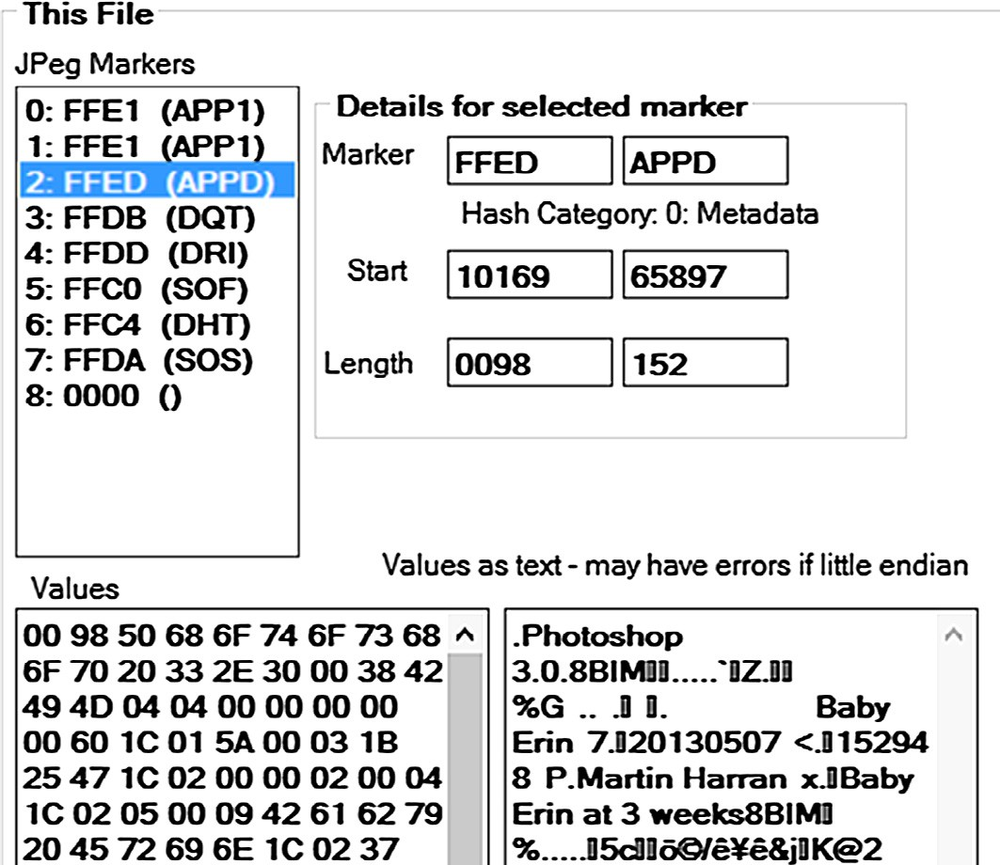 This File
JPeg Markers
0: FFE1 (APP1)
1: FFE1 (APP1)
2: FFED (APPD)
3: FFDB (DQT)
4: FFDD (DRI)
5: FFC0 (SOF)
6: FFC4 (DHT)
7: FFDA (SOS)
8: 0000 ()
Details for selected marker
Marker FFED APPD
Hash Category: 0: Metadata
Start 10169 65897
Length 0098 152
Values
00 98 50 68 6F 74 6F 73 68
6F 70 20 33 2E 30 00 38 42
49 4D 04 04 00 00 00 00
00 60 1C 01 5A 00 03 1B
25 47 1C 02 00 00 02 00 04
1C 02 05 00 09 42 61 62 79
20 45 72 69 6E 1C 02 37
Values as text - may have errors if little endian
.Photoshop
3.0.8BIM▯▯.....`▯Z.▯▯
%G .. .▯ ▯. Baby
Erin 7.▯20130507 <.▯15294
8 P.Martin Harran x.▯Baby
Erin at 3 weeks8BIM▯
%.....▯5c▯▯õ©/ê¥ê&j▯K@2